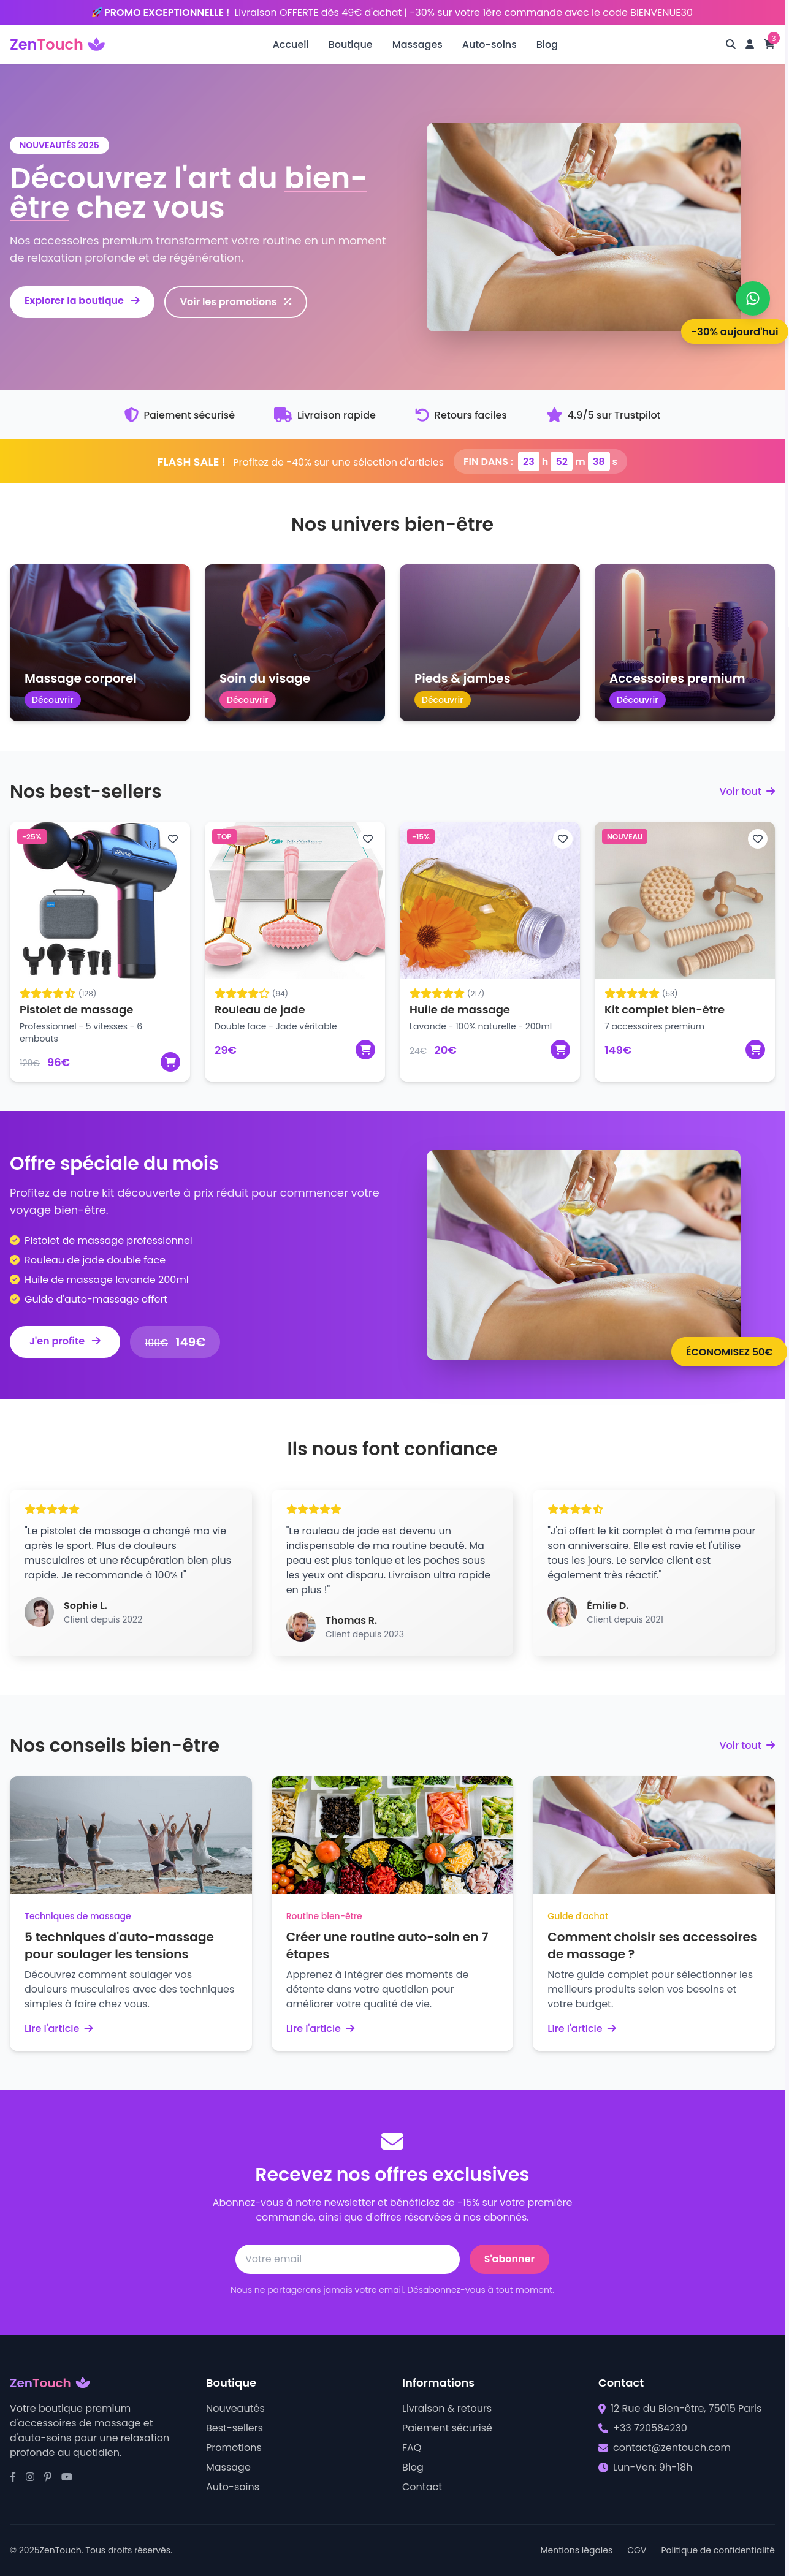 🚀 PROMO EXCEPTIONNELLE ! Livraison OFFERTE dès 49€ d'achat | -30% sur votre 1ère commande avec le code BIENVENUE30
ZenTouch
Accueil Boutique Massages Auto-soins Blog
3
NOUVEAUTÉS 2025
Découvrez l'art du bien-
être chez vous
Nos accessoires premium transforment votre routine en un moment
de relaxation profonde et de régénération.
Explorer la boutique
Voir les promotions
-30% aujourd'hui
Paiement sécurisé
Livraison rapide
Retours faciles
4.9/5 sur Trustpilot
FLASH SALE ! Profitez de -40% sur une sélection d'articles FIN DANS : 23 h 52 m 38 s
Nos univers bien-être
Massage corporel
Découvrir
Soin du visage
Découvrir
Pieds & jambes
Découvrir
Accessoires premium
Découvrir
Nos best-sellers
Voir tout
-25%
(128)
Pistolet de massage
Professionnel - 5 vitesses - 6
embouts
129€ 96€
TOP
(94)
Rouleau de jade
Double face - Jade véritable
29€
-15%
(217)
Huile de massage
Lavande - 100% naturelle - 200ml
24€ 20€
NOUVEAU
(53)
Kit complet bien-être
7 accessoires premium
149€
Offre spéciale du mois
Profitez de notre kit découverte à prix réduit pour commencer votre
voyage bien-être.
Pistolet de massage professionnel
Rouleau de jade double face
Huile de massage lavande 200ml
Guide d'auto-massage offert
J'en profite
199€ 149€
ÉCONOMISEZ 50€
Ils nous font confiance
"Le pistolet de massage a changé ma vie
après le sport. Plus de douleurs
musculaires et une récupération bien plus
rapide. Je recommande à 100% !"
Sophie L.
Client depuis 2022
"Le rouleau de jade est devenu un
indispensable de ma routine beauté. Ma
peau est plus tonique et les poches sous
les yeux ont disparu. Livraison ultra rapide
en plus !"
Thomas R.
Client depuis 2023
"J'ai offert le kit complet à ma femme pour
son anniversaire. Elle est ravie et l'utilise
tous les jours. Le service client est
également très réactif."
Émilie D.
Client depuis 2021
Nos conseils bien-être
Voir tout
Techniques de massage
5 techniques d'auto-massage
pour soulager les tensions
Découvrez comment soulager vos
douleurs musculaires avec des techniques
simples à faire chez vous.
Lire l'article
Routine bien-être
Créer une routine auto-soin en 7
étapes
Apprenez à intégrer des moments de
détente dans votre quotidien pour
améliorer votre qualité de vie.
Lire l'article
Guide d'achat
Comment choisir ses accessoires
de massage ?
Notre guide complet pour sélectionner les
meilleurs produits selon vos besoins et
votre budget.
Lire l'article
Recevez nos offres exclusives
Abonnez-vous à notre newsletter et bénéficiez de -15% sur votre première
commande, ainsi que d'offres réservées à nos abonnés.
Votre email
S'abonner
Nous ne partagerons jamais votre email. Désabonnez-vous à tout moment.
ZenTouch
Votre boutique premium
d'accessoires de massage et
d'auto-soins pour une relaxation
profonde au quotidien.
Boutique
Nouveautés
Best-sellers
Promotions
Massage
Auto-soins
Informations
Livraison & retours
Paiement sécurisé
FAQ
Blog
Contact
Contact
12 Rue du Bien-être, 75015 Paris
+33 720584230
contact@zentouch.com
Lun-Ven: 9h-18h
© 2025ZenTouch. Tous droits réservés.
Mentions légales CGV Politique de confidentialité